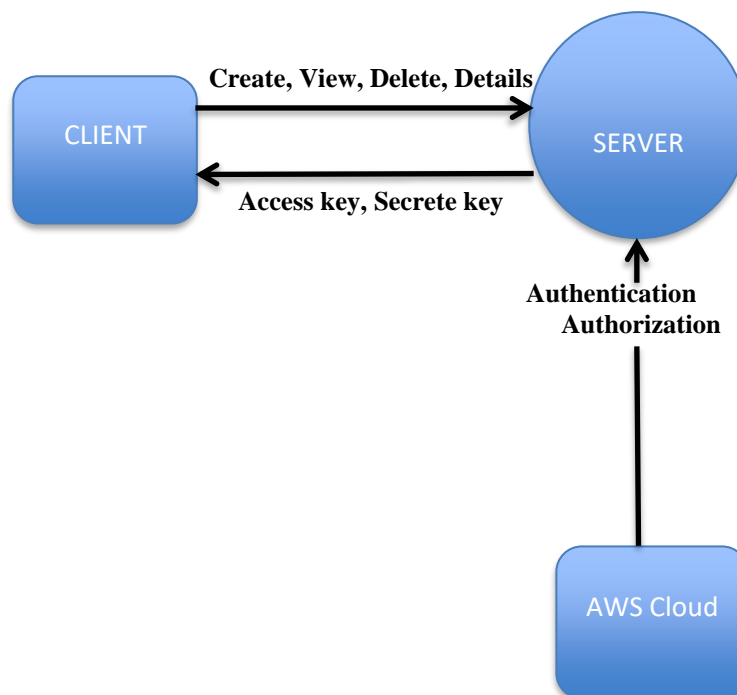 Create, View, Delete, Details
CLIENT
SERVER
Access key, Secrete key
Authentication
Authorization
AWS Cloud